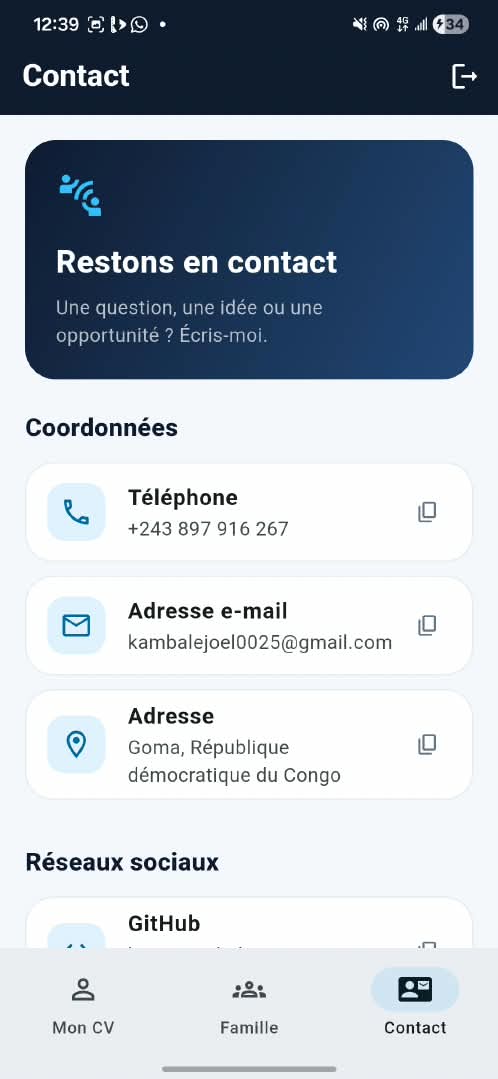 12:39
4G
34
Contact
Restons en contact
Une question, une idée ou une
opportunité ? Écris-moi.
Coordonnées
Téléphone
+243 897 916 267
Adresse e-mail
kambalejoel0025@gmail.com
Adresse
Goma, République
démocratique du Congo
Réseaux sociaux
GitHub
Mon CV
Famille
Contact